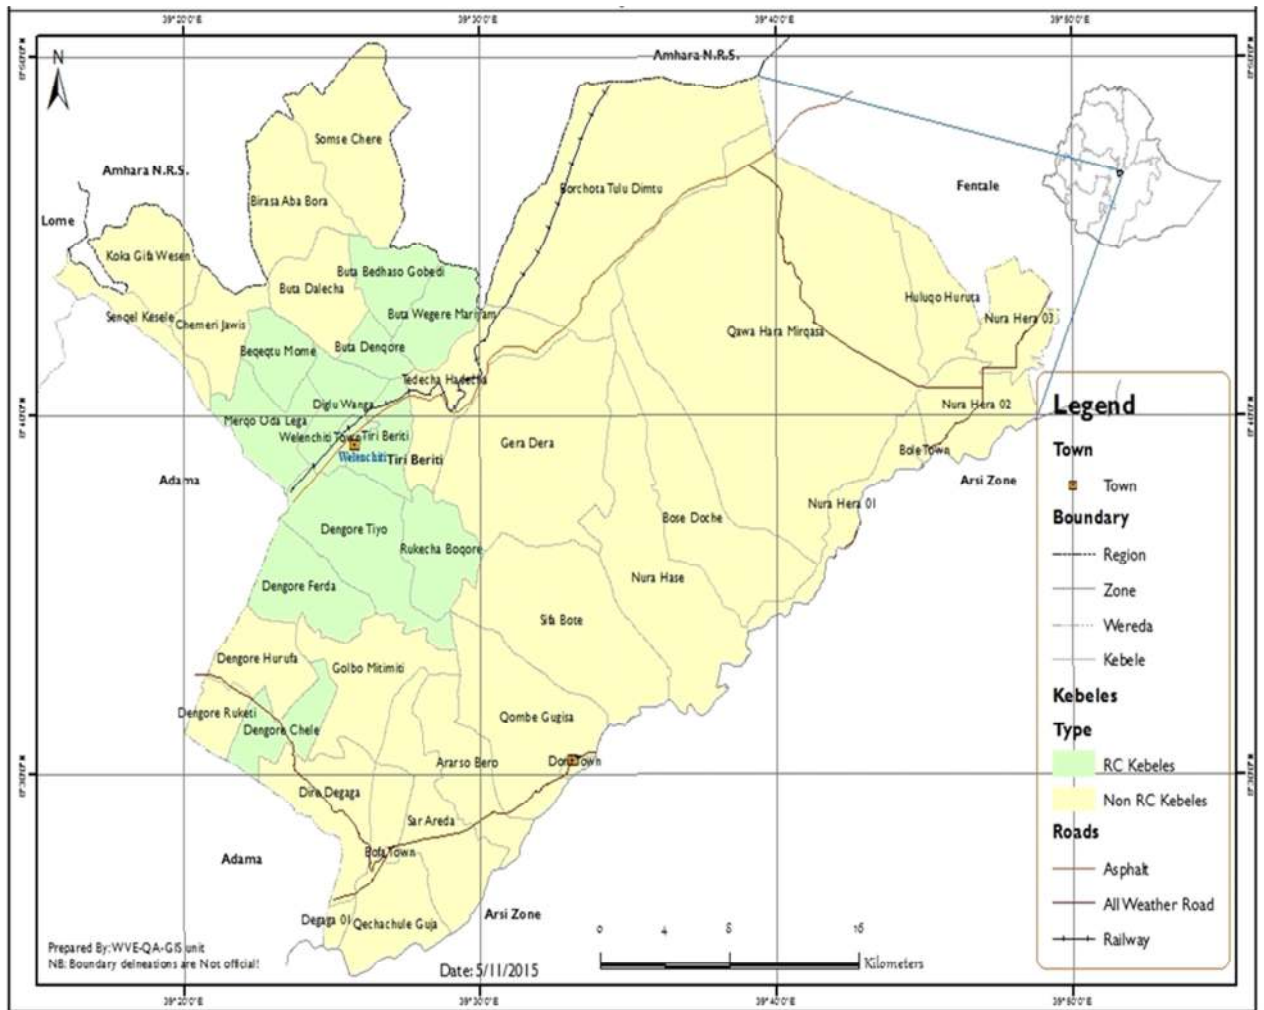 39°20'0"E 39°30'0"E 39°40'0"E 39°50'0"E
N
Amhara N.R.S.
Somse Chere
Amhara N.R.S.
Borchota Tulu Dimtu
Fentale
Birasa Aba Bora
Lome
Koka Gifa Wesen
Buta Bedhaso Gobedi
Buta Dalecha
Huluqo Huruta
Senqel Kesele
Chemeri Jawis
Buta Wegere Mariyam
Nura Hera 03
Qawa Hara Mirqasa
Beqeqtu Mome
Buta Denqore
Tedecha Hadecha
Diglu Wanga
Nura Hera 02
Merqo Oda Lega
Welenchiti Town
Tiri Beriti
Gera Dera
Bole Town
Welenchiti
Tiri Beriti
Adama
Arsi Zone
Nura Hera 01
Bose Doche
Dengore Tiyo
Rukecha Boqore
Nura Hase
Dengore Ferda
Sifa Bote
Dengore Hurufa
Golbo Mitimiti
Dengore Ruketi
Dengore Chele
Qombe Gugisa
Ararso Bero
Doni Town
Dire Degaga
Sar Areda
Bofa Town
Adama
Degaga 01
Qechachule Guja
Arsi Zone
Legend
Town
Town
Boundary
Region
Zone
Wereda
Kebele
Kebeles
Type
RC Kebeles
Non RC Kebeles
Roads
Asphalt
All Weather Road
Railway
Prepared By: WVE-QA-GIS unit
NB: Boundary delneations are Not official!
Date: 5/11/2015
0 4 8 16
Kilometers
39°20'0"E 39°30'0"E 39°40'0"E 39°50'0"E